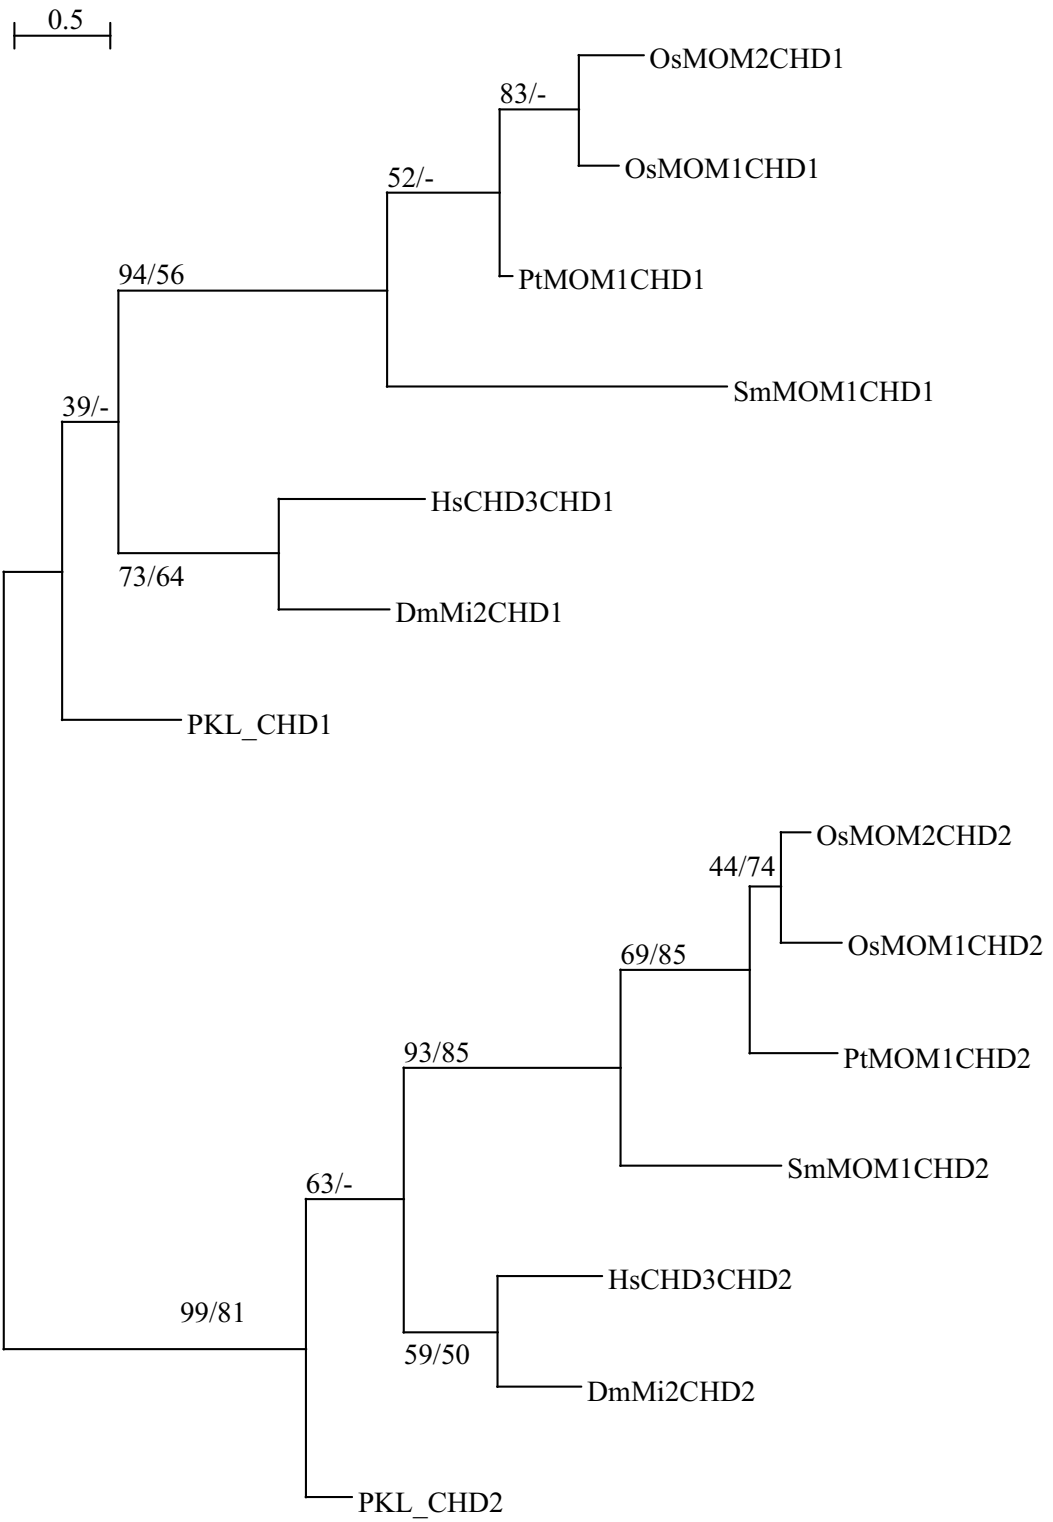 0.5
OsMOM2CHD1
83/-
OsMOM1CHD1
52/-
PtMOM1CHD1
94/56
SmMOM1CHD1
39/-
HsCHD3CHD1
73/64
DmMi2CHD1
PKL_CHD1
OsMOM2CHD2
44/74
OsMOM1CHD2
69/85
PtMOM1CHD2
93/85
SmMOM1CHD2
63/-
HsCHD3CHD2
99/81
59/50
DmMi2CHD2
PKL_CHD2